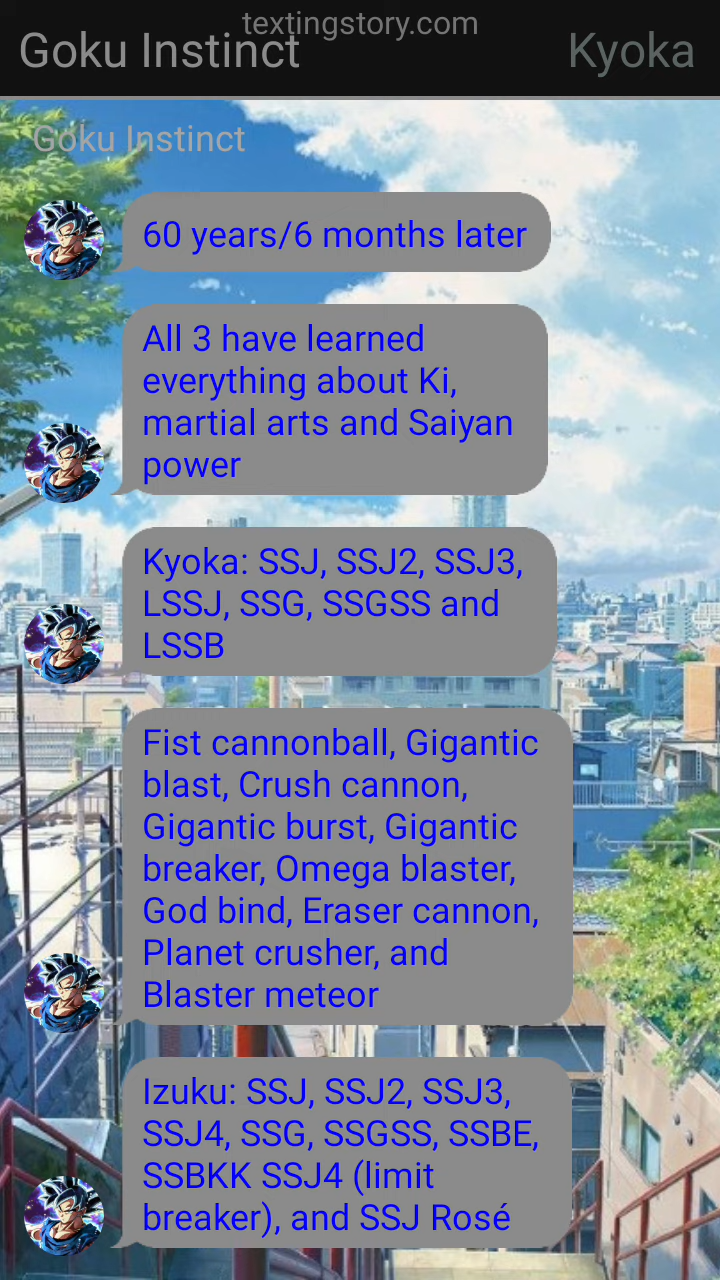 textingstory.com
Goku Instinct
Kyoka
Goku Instinct
60 years/6 months later
All 3 have learned
everything about Ki,
martial arts and Saiyan
power
Kyoka: SSJ, SSJ2, SSJ3,
LSSJ, SSG, SSGSS and
LSSB
Fist cannonball, Gigantic
blast, Crush cannon,
Gigantic burst, Gigantic
breaker, Omega blaster,
God bind, Eraser cannon,
Planet crusher, and
Blaster meteor
Izuku: SSJ, SSJ2, SSJ3,
SSJ4, SSG, SSGSS, SSBE,
SSBKK SSJ4 (limit
breaker), and SSJ Rosé